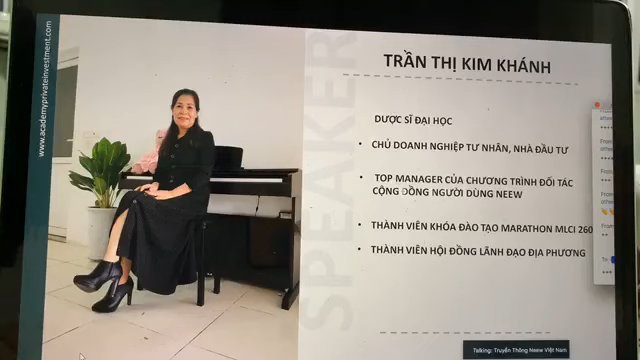 www.academyprivateinvestment.com
SPEAKER
TRẦN THỊ KIM KHÁNH
DƯỢC SĨ ĐẠI HỌC
• CHỦ DOANH NGHIỆP TƯ NHÂN, NHÀ ĐẦU TƯ
• TOP MANAGER CỦA CHƯƠNG TRÌNH ĐỐI TÁC
CỘNG ĐỒNG NGƯỜI DÙNG NEEW
• THÀNH VIÊN KHÓA ĐÀO TẠO MARATHON MLCI 260
• THÀNH VIÊN HỘI ĐỒNG LÃNH ĐẠO ĐỊA PHƯƠNG
Talking: Truyền Thông Neew Việt Nam